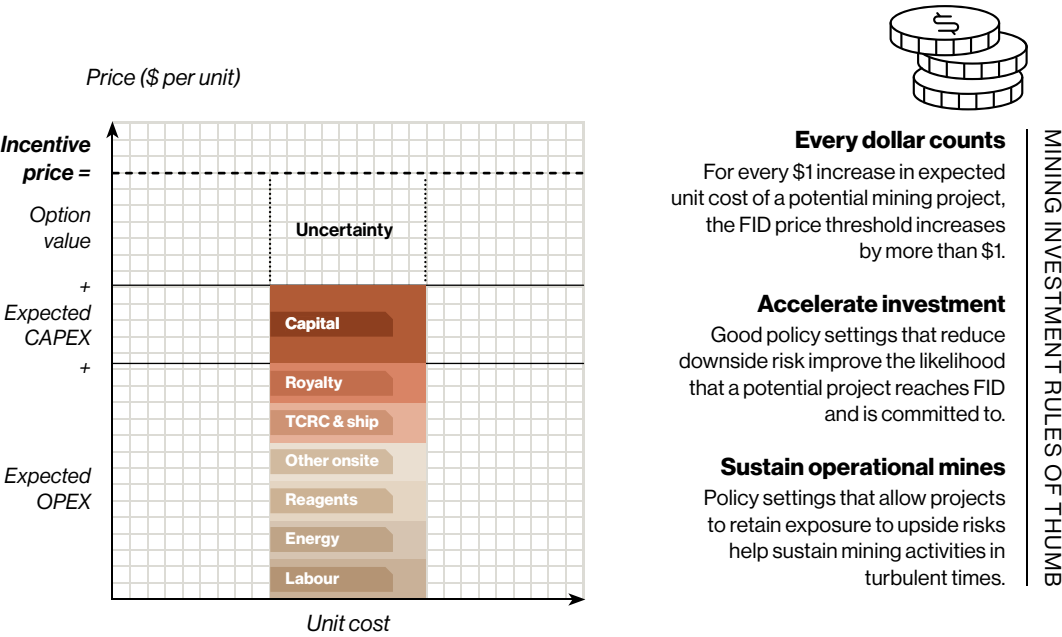 Price ($ per unit)
Incentive
price =
Option
value
+
Expected
CAPEX
+
Expected
OPEX
Uncertainty
Capital
Royalty
TCRC & ship
Other onsite
Reagents
Energy
Labour
Unit cost
$
Every dollar counts
For every $1 increase in expected
unit cost of a potential mining project,
the FID price threshold increases
by more than $1.
Accelerate investment
Good policy settings that reduce
downside risk improve the likelihood
that a potential project reaches FID
and is committed to.
Sustain operational mines
Policy settings that allow projects
to retain exposure to upside risks
help sustain mining activities in
turbulent times.
MINING INVESTMENT RULES OF THUMB